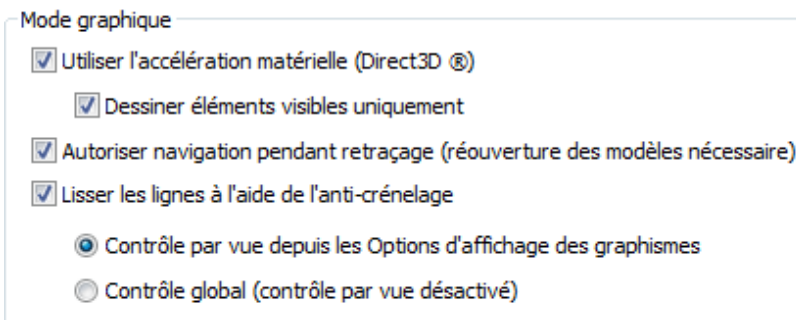 Mode graphique
Utiliser l'accélération matérielle (Direct3D ®)
Dessiner éléments visibles uniquement
Autoriser navigation pendant retraçage (réouverture des modèles nécessaire)
Lisser les lignes à l'aide de l'anti-crénelage
Contrôle par vue depuis les Options d'affichage des graphismes
Contrôle global (contrôle par vue désactivé)